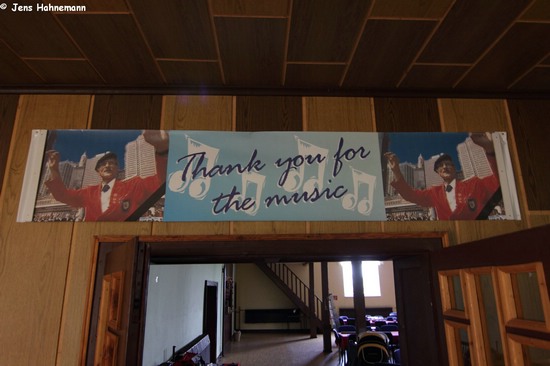 © Jens Hahnemann
Thank you for
the music